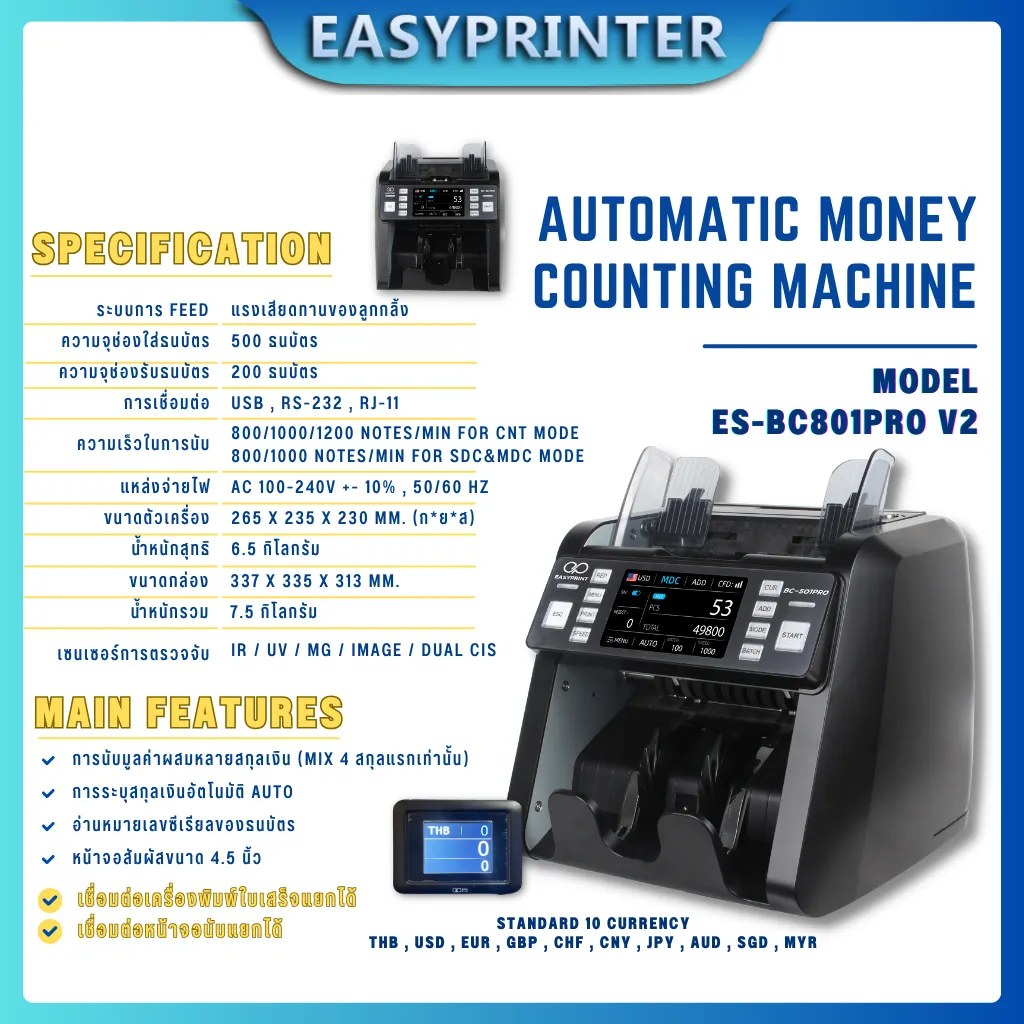 EASYPRINTER
AUTOMATIC MONEY
COUNTING MACHINE
MODEL
ES-BC801PRO V2
SPECIFICATION
ระบบการ FEED แรงเสียดทานของลูกกลิ้ง
ความจุช่องใส่ธนบัตร 500 ธนบัตร
ความจุช่องรับธนบัตร 200 ธนบัตร
การเชื่อมต่อ USB , RS-232 , RJ-11
ความเร็วในการนับ 800/1000/1200 NOTES/MIN FOR CNT MODE
800/1000 NOTES/MIN FOR SDC&MDC MODE
แหล่งจ่ายไฟ AC 100-240V +- 10% , 50/60 HZ
ขนาดตัวเครื่อง 265 X 235 X 230 MM. (ก*ย*ส)
น้ำหนักสุทธิ 6.5 กิโลกรัม
ขนาดกล่อง 337 X 335 X 313 MM.
น้ำหนักรวม 7.5 กิโลกรัม
เซนเซอร์การตรวจจับ IR / UV / MG / IMAGE / DUAL CIS
MAIN FEATURES
การนับมูลค่าผสมหลายสกุลเงิน (MIX 4 สกุลแรกเท่านั้น)
การระบุสกุลเงินอัตโนมัติ AUTO
อ่านหมายเลขซีเรียลของธนบัตร
หน้าจอสัมผัสขนาด 4.5 นิ้ว
เชื่อมต่อเครื่องพิมพ์ใบเสร็จแยกได้
เชื่อมต่อหน้าจอนับแยกได้
EASYPRINT
REP
MENU
PRINT
SPEED
ESC
USD MDC ADD CFD:
PCS 53
0 TOTAL 49800
MENU AUTO 100 1000
CUR
ADD
MODE
BATCH
START
BC-501PRO
THB 0
0
0
STANDARD 10 CURRENCY
THB , USD , EUR , GBP , CHF , CNY , JPY , AUD , SGD , MYR